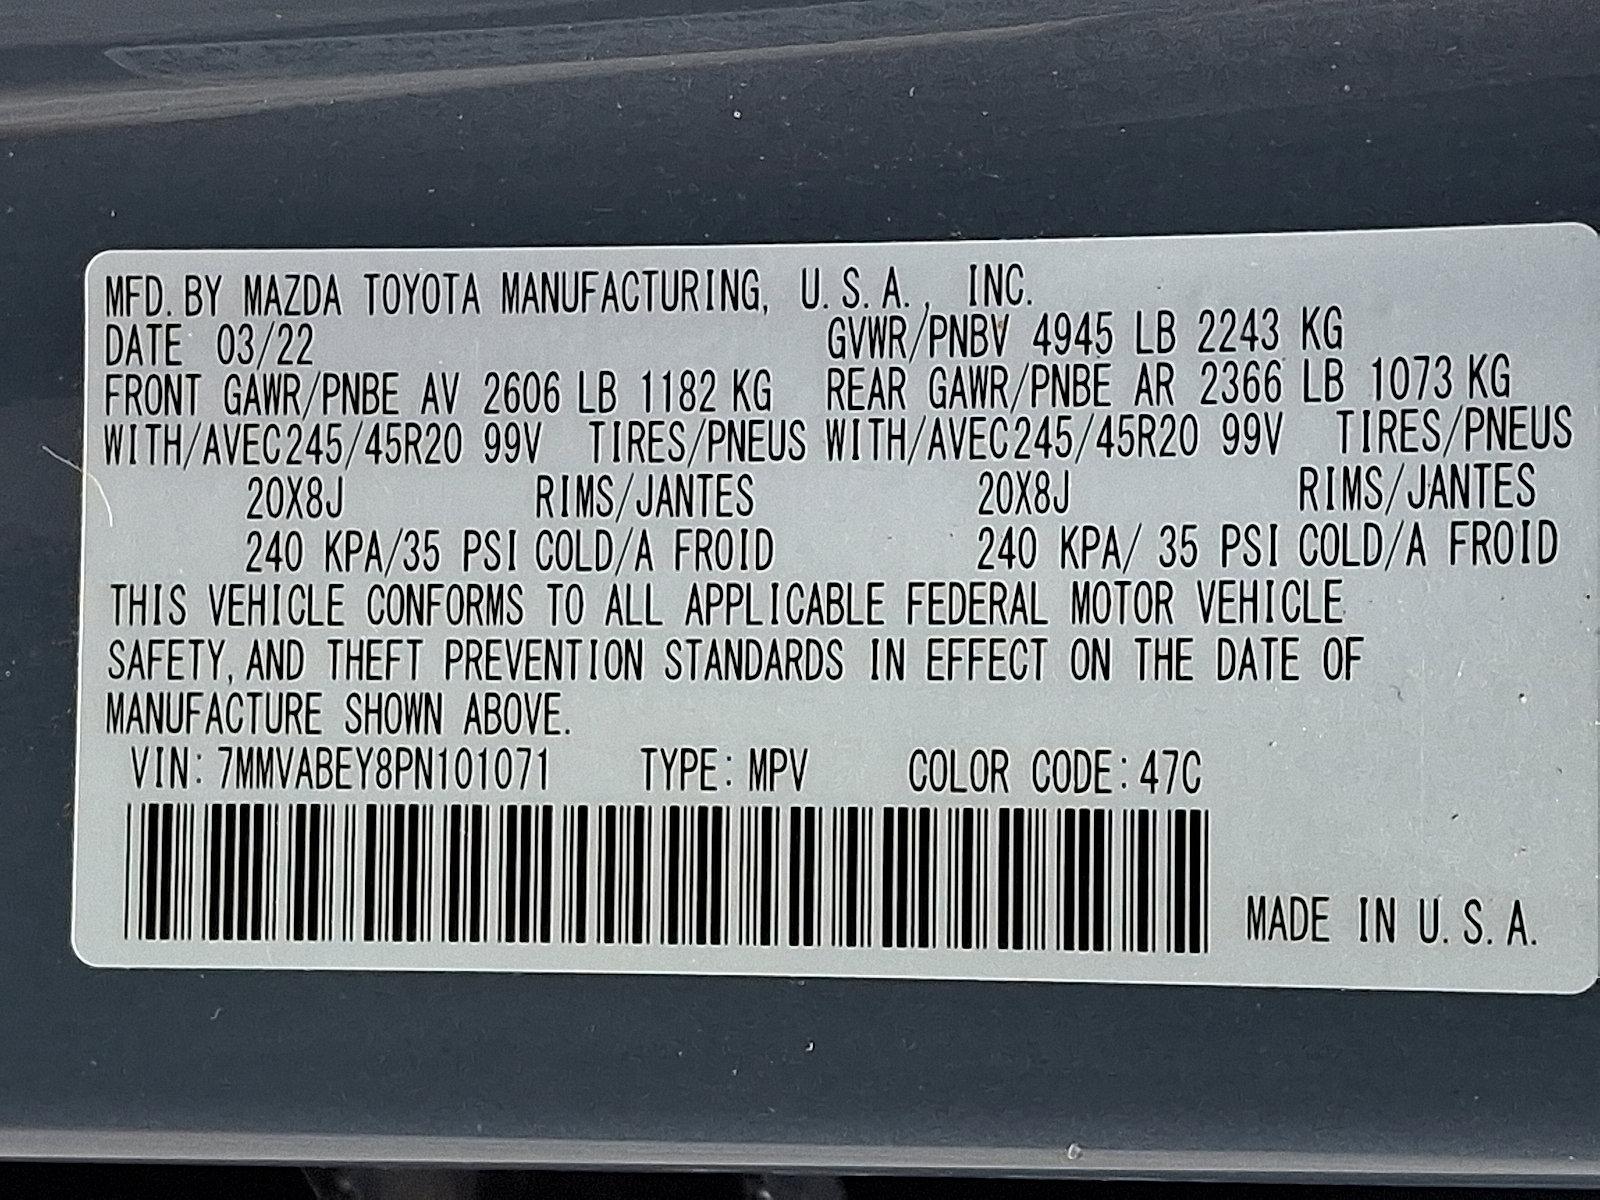 MFD. BY MAZDA TOYOTA MANUFACTURING, U.S.A., INC.
DATE 03/22 GVWR/PNBV 4945 LB 2243 KG
FRONT GAWR/PNBE AV 2606 LB 1182 KG REAR GAWR/PNBE AR 2366 LB 1073 KG
WITH/AVEC245/45R20 99V TIRES/PNEUS WITH/AVEC245/45R20 99V TIRES/PNEUS
20X8J RIMS/JANTES 20X8J RIMS/JANTES
240 KPA/35 PSI COLD/A FROID 240 KPA/ 35 PSI COLD/A FROID
THIS VEHICLE CONFORMS TO ALL APPLICABLE FEDERAL MOTOR VEHICLE
SAFETY, AND THEFT PREVENTION STANDARDS IN EFFECT ON THE DATE OF
MANUFACTURE SHOWN ABOVE.
VIN: 7MMVABEY8PN101071 TYPE: MPV COLOR CODE: 47C
MADE IN U.S.A.